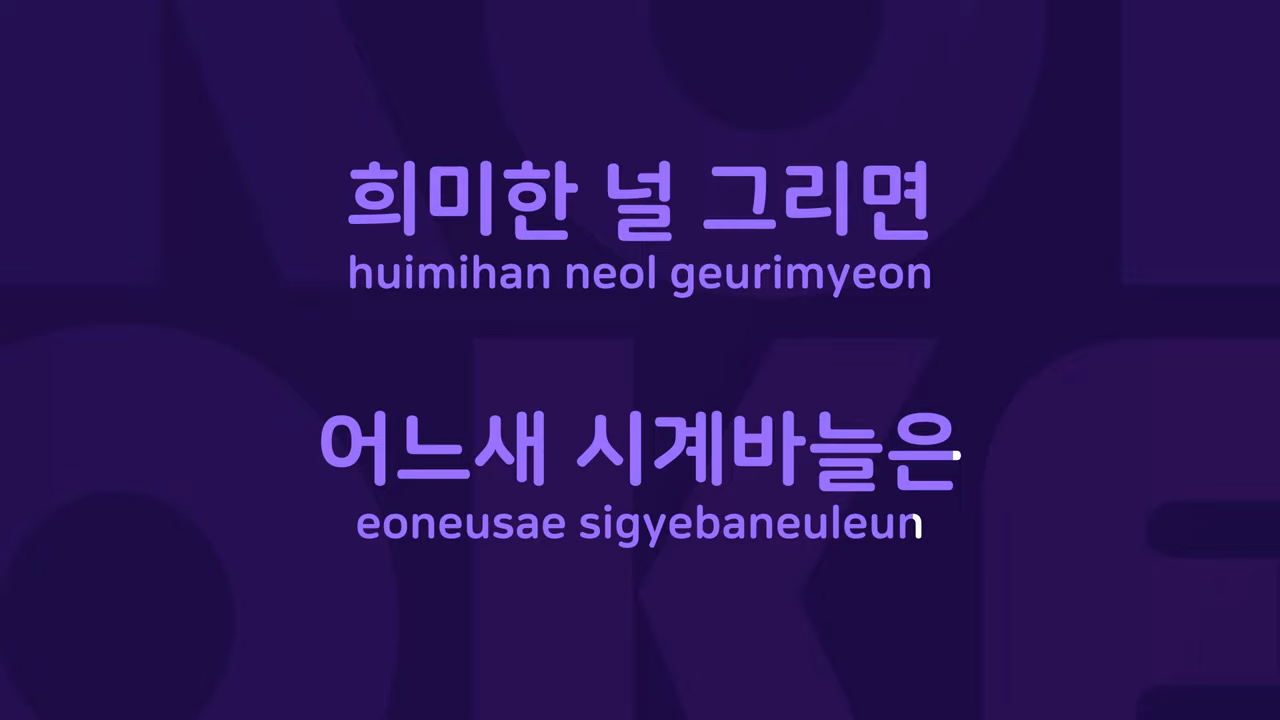 희미한 널 그리면
huimihan neol geurimyeon
어느새 시계바늘은
eoneusae sigyebaneuleun